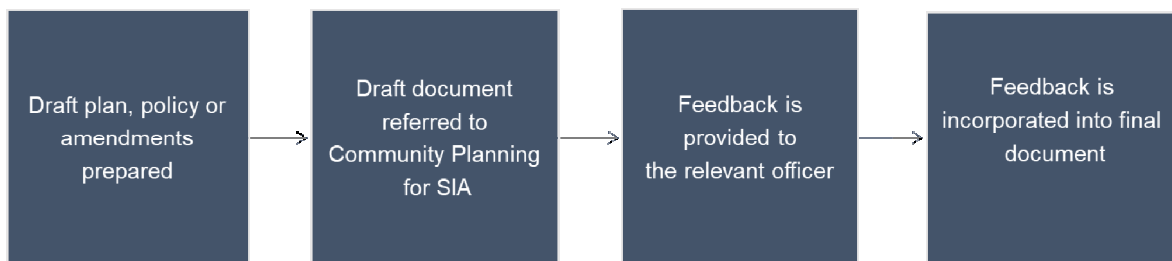 Draft plan, policy or
amendments
prepared
Draft document
referred to
Community Planning
for SIA
Feedback is
provided to
the relevant officer
Feedback is
incorporated into final
document